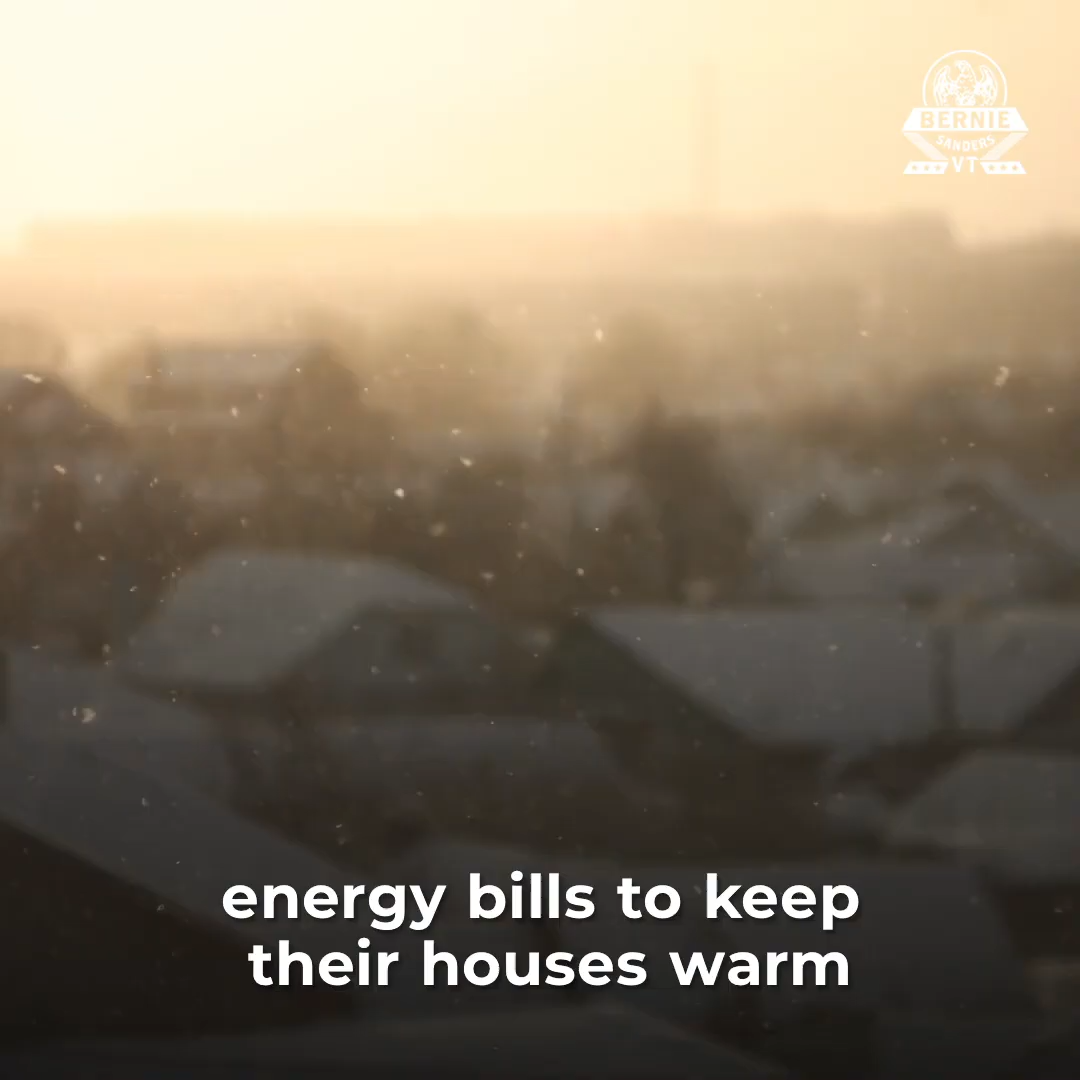 BERNIE
SANDERS
VT
energy bills to keep
their houses warm